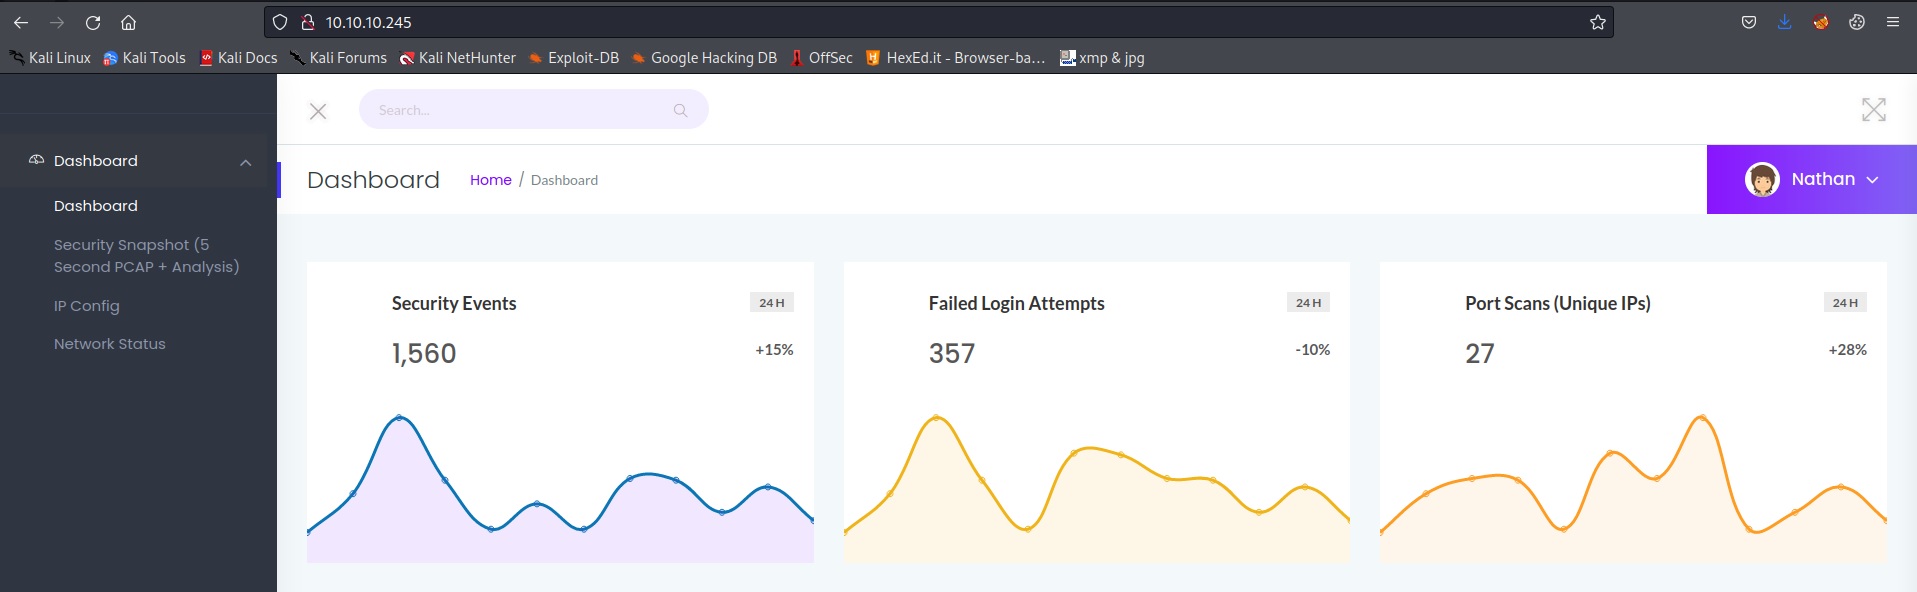 10.10.10.245
Kali Linux Kali Tools Kali Docs Kali Forums Kali NetHunter Exploit-DB Google Hacking DB OffSec HexEd.it - Browser-ba... xmp & jpg
Search...
Dashboard
Dashboard
Security Snapshot (5
Second PCAP + Analysis)
IP Config
Network Status
Dashboard Home / Dashboard
Nathan
Security Events 24 H
1,560 +15%
Failed Login Attempts 24 H
357 -10%
Port Scans (Unique IPs) 24 H
27 +28%